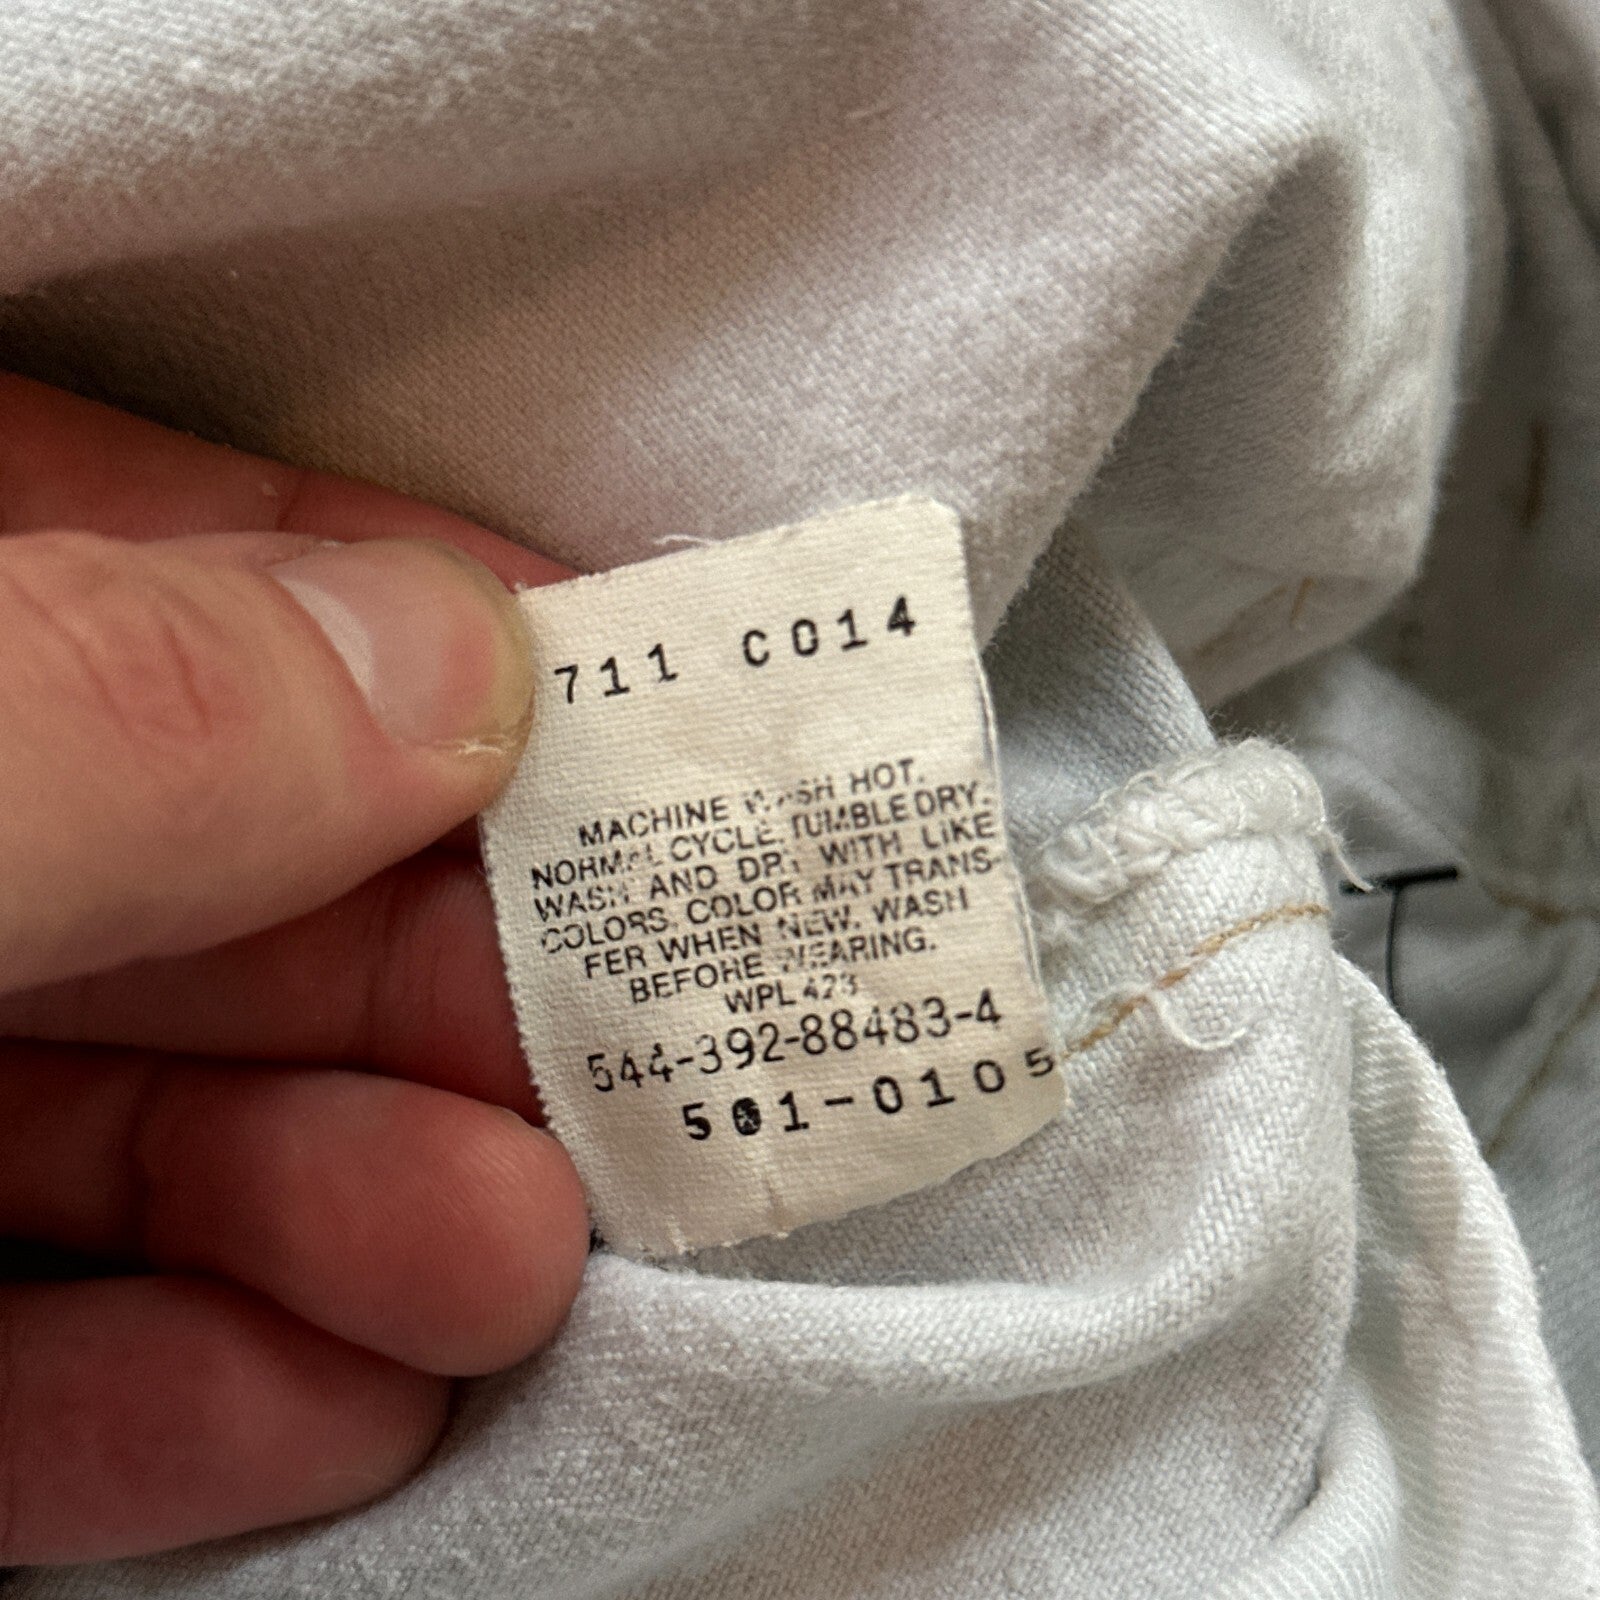 711 C014
MACHINE WASH HOT.
NORMAL CYCLE. TUMBLE DRY.
WASH AND DRY WITH LIKE
COLORS. COLOR MAY TRANS-
FER WHEN NEW. WASH
BEFORE WEARING.
WPL 423
544-392-88483-4
501-0105